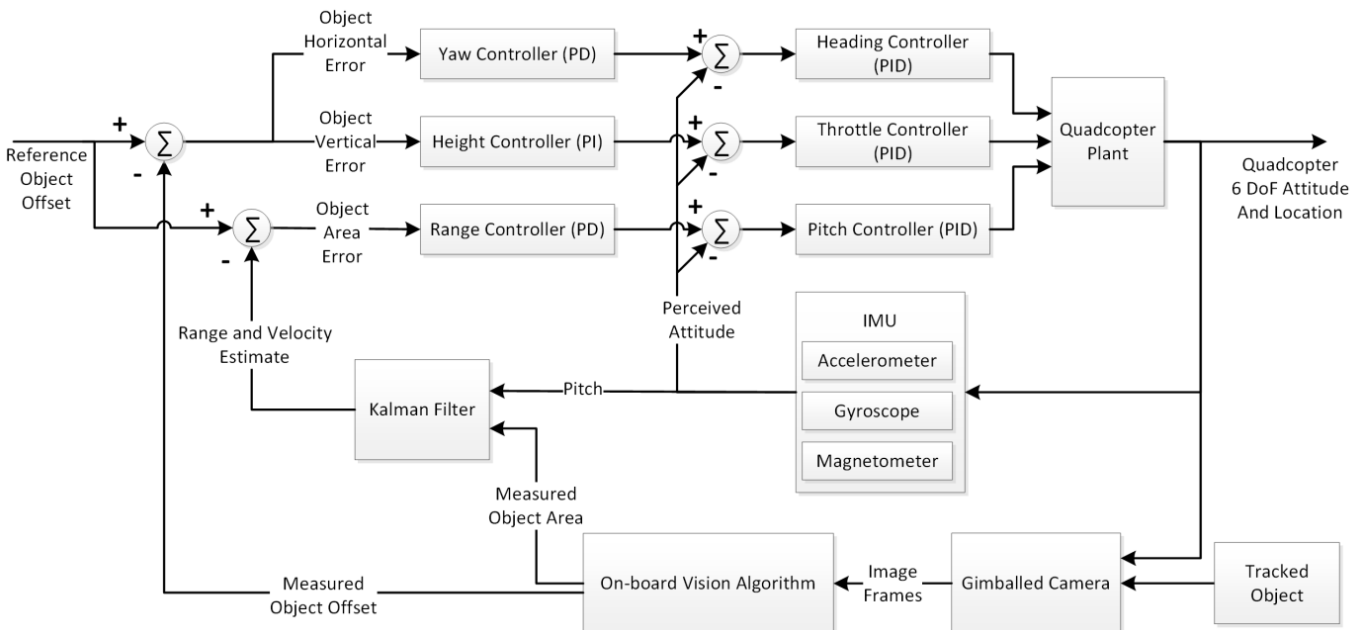 Object
Horizontal
Error
Yaw Controller (PD)
+
Σ
-
Heading Controller
(PID)
Reference
Object
Offset
+
Σ
-
Object
Vertical
Error
Height Controller (PI)
+
Σ
-
Throttle Controller
(PID)
Quadcopter
Plant
Quadcopter
6 DoF Attitude
And Location
+
Σ
-
Object
Area
Error
Range Controller (PD)
+
Σ
-
Pitch Controller (PID)
Range and Velocity
Estimate
Perceived
Attitude
IMU
Accelerometer
Gyroscope
Magnetometer
Kalman Filter
Pitch
Measured
Object Area
Measured
Object Offset
On-board Vision Algorithm
Image
Frames
Gimballed Camera
Tracked
Object